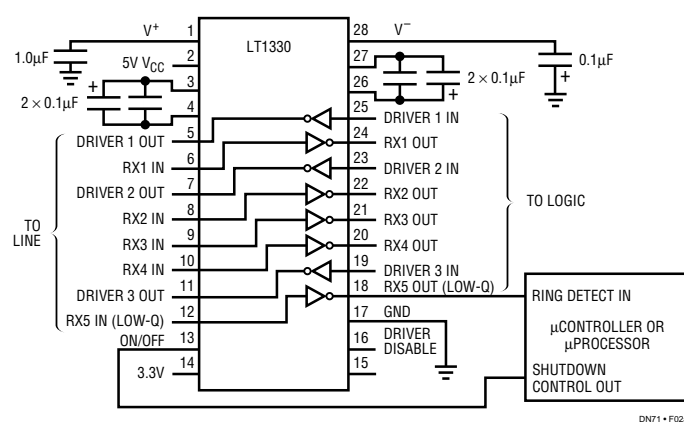 V+ 1 28 V–
LT1330
1.0µF
5V VCC 2 27
0.1µF
+
3
+
2 × 0.1µF
+
2 × 0.1µF
+
26
4
25 DRIVER 1 IN
DRIVER 1 OUT 5
24 RX1 OUT
RX1 IN 6
23 DRIVER 2 IN
DRIVER 2 OUT 7
22 RX2 OUT
RX2 IN 8
TO LOGIC
TO
LINE
21 RX3 OUT
RX3 IN 9
20 RX4 OUT
RX4 IN 10
19 DRIVER 3 IN
DRIVER 3 OUT 11
18 RX5 OUT (LOW-Q)
RING DETECT IN
RX5 IN (LOW-Q) 12
17 GND
ON/OFF 13
µCONTROLLER OR
µPROCESSOR
16 DRIVER
DISABLE
3.3V 14
15
SHUTDOWN
CONTROL OUT
DN71 • F02